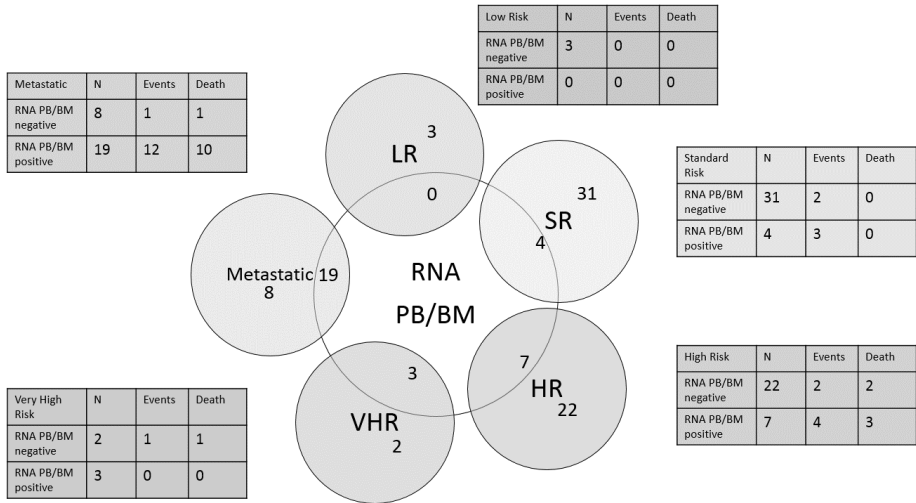 Low Risk N Events Death
RNA PB/BM 3 0 0
negative
RNA PB/BM 0 0 0
positive
Metastatic N Events Death
RNA PB/BM 8 1 1
negative
RNA PB/BM 19 12 10
positive
3
LR
0
Standard N Events Death
Risk
RNA PB/BM 31 2 0
negative
RNA PB/BM 4 3 0
positive
31
SR
4
Metastatic 19
8
RNA
PB/BM
High Risk N Events Death
RNA PB/BM 22 2 2
negative
RNA PB/BM 7 4 3
positive
7
HR
22
3
VHR
2
Very High N Events Death
Risk
RNA PB/BM 2 1 1
negative
RNA PB/BM 3 0 0
positive